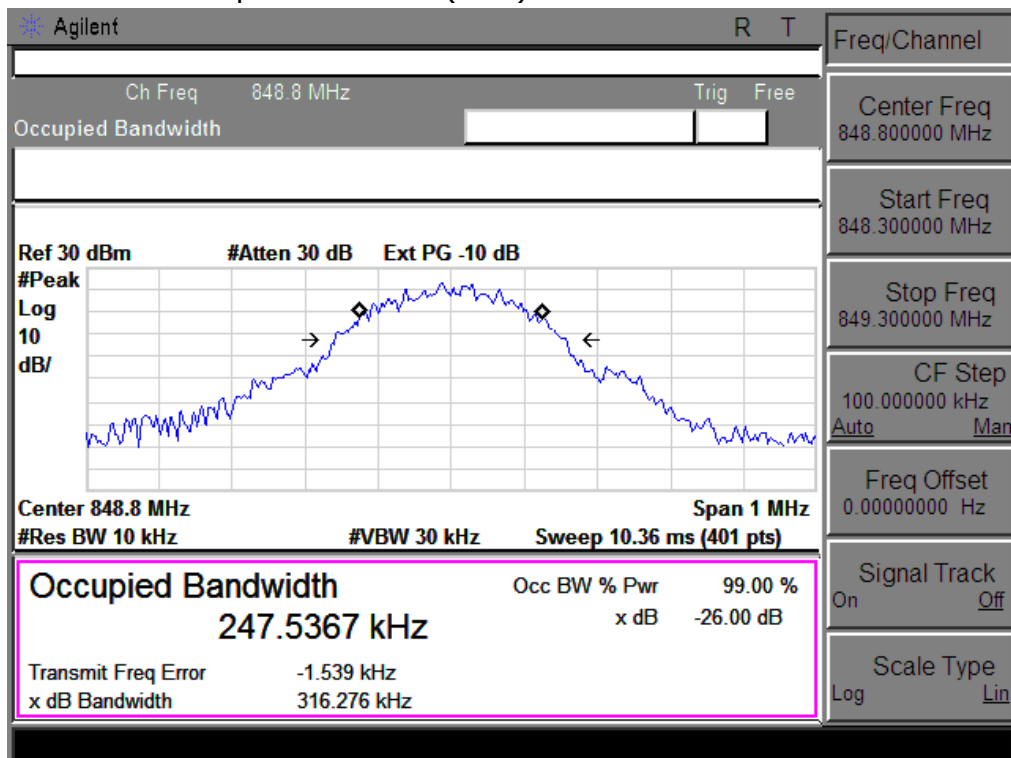 Agilent R T
Freq/Channel
Ch Freq 848.8 MHz Trig Free
Occupied Bandwidth
Center Freq
848.800000 MHz
Start Freq
848.300000 MHz
Ref 30 dBm #Atten 30 dB Ext PG -10 dB
#Peak
Log
10
dB/
Stop Freq
849.300000 MHz
CF Step
100.000000 kHz
Auto Man
Center 848.8 MHz Span 1 MHz
#Res BW 10 kHz #VBW 30 kHz Sweep 10.36 ms (401 pts)
Freq Offset
0.00000000 Hz
Occupied Bandwidth Occ BW % Pwr 99.00 %
247.5367 kHz x dB -26.00 dB
Transmit Freq Error -1.539 kHz
x dB Bandwidth 316.276 kHz
Signal Track
On Off
Scale Type
Log Lin